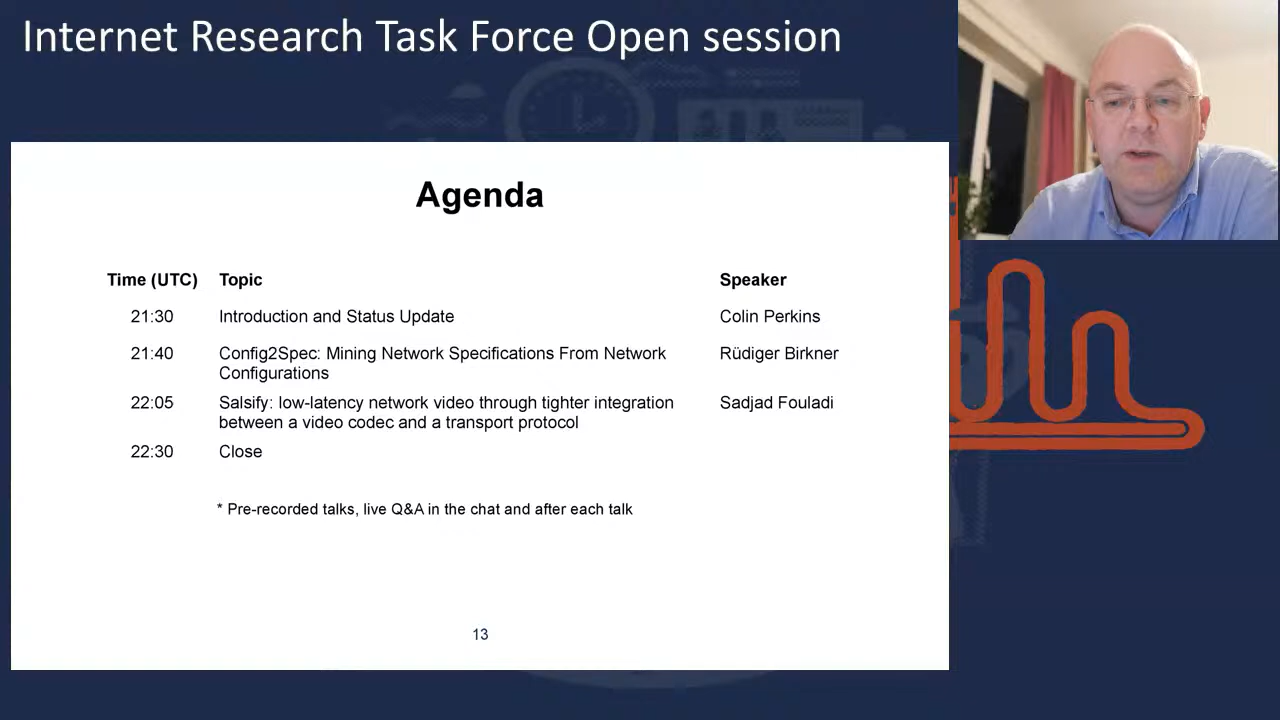 Internet Research Task Force Open session
Agenda
Time (UTC) Topic Speaker
21:30 Introduction and Status Update Colin Perkins
21:40 Config2Spec: Mining Network Specifications From Network Rüdiger Birkner
Configurations
22:05 Salsify: low-latency network video through tighter integration Sadjad Fouladi
between a video codec and a transport protocol
22:30 Close
* Pre-recorded talks, live Q&A in the chat and after each talk
13